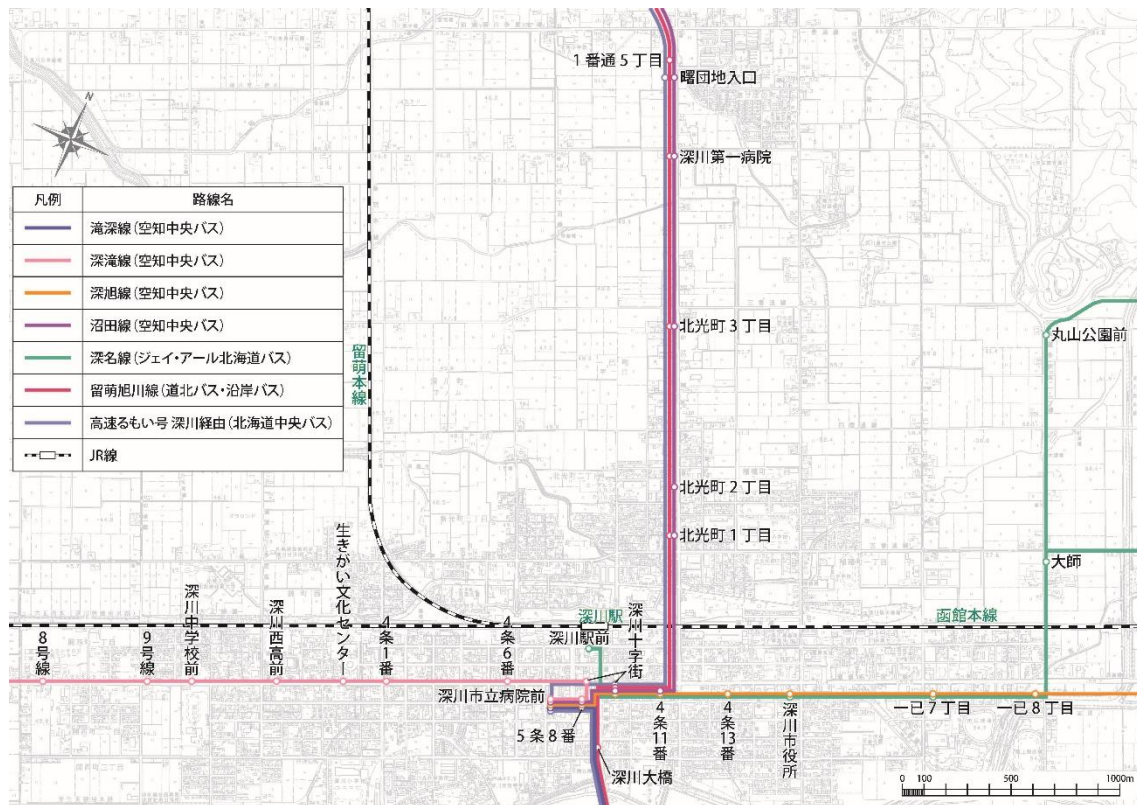 N
1番通5丁目
曙団地入口
深川第一病院
凡例 路線名
滝深線(空知中央バス)
深滝線(空知中央バス)
深旭線(空知中央バス)
沼田線(空知中央バス)
深名線(ジェイ・アール北海道バス)
留萌旭川線(道北バス・沿岸バス)
高速るもい号 深川経由(北海道中央バス)
JR線
留萌本線
北光町3丁目
丸山公園前
北光町2丁目
北光町1丁目
大師
函館本線
深川駅
深川駅前
深川十字街
8号線
9号線
深川中学校前
深川西高前
生きがい文化センター
4条1番
4条6番
深川市立病院前
5条8番
4条11番
4条13番
深川市役所
一已7丁目
一已8丁目
深川大橋
0 100 500 1000m